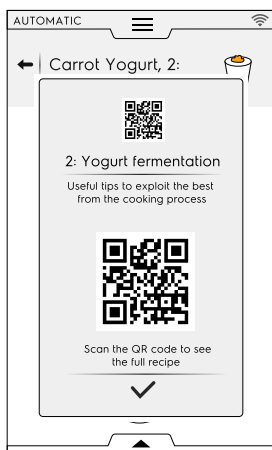 AUTOMATIC
Carrot Yogurt, 2:
2: Yogurt fermentation
Useful tips to exploit the best
from the cooking process
Scan the QR code to see
the full recipe